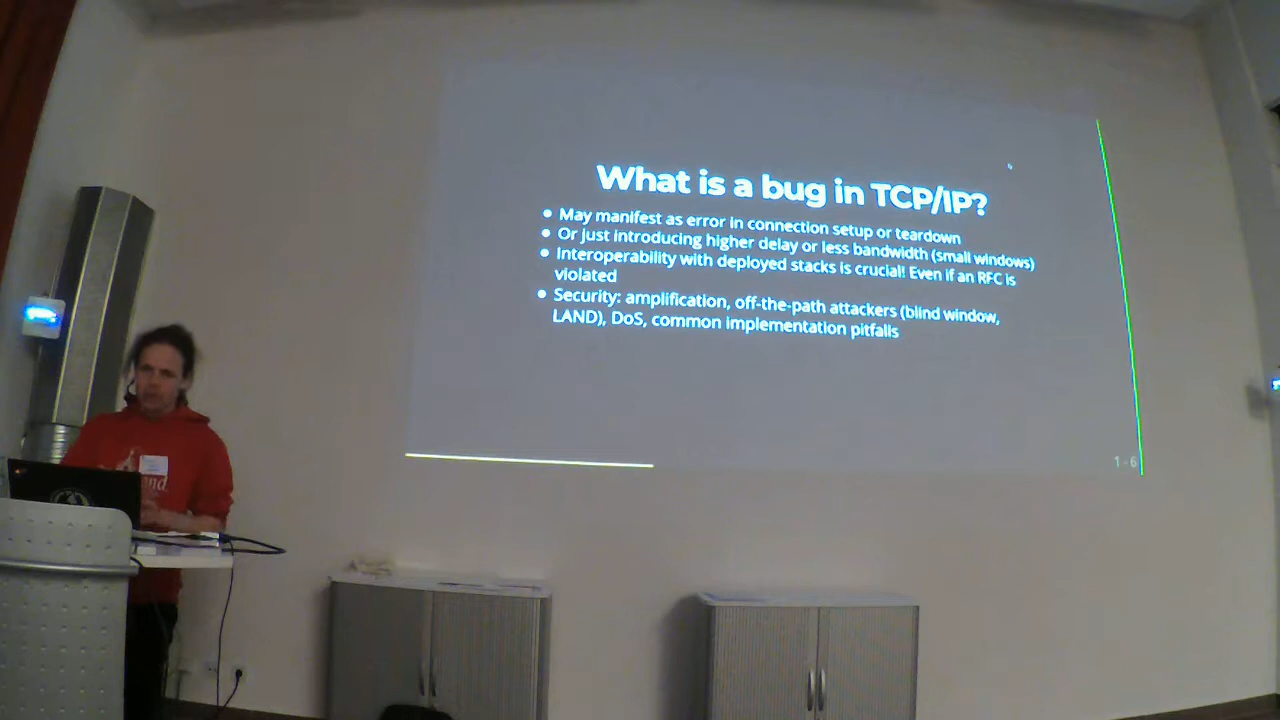 What is a bug in TCP/IP?
• May manifest as error in connection setup or teardown
• Or just introducing higher delay or less bandwidth (small windows)
• Interoperability with deployed stacks is crucial! Even if an RFC is
violated
• Security: amplification, off-the-path attackers (blind window,
LAND), DoS, common implementation pitfalls
1 - 6